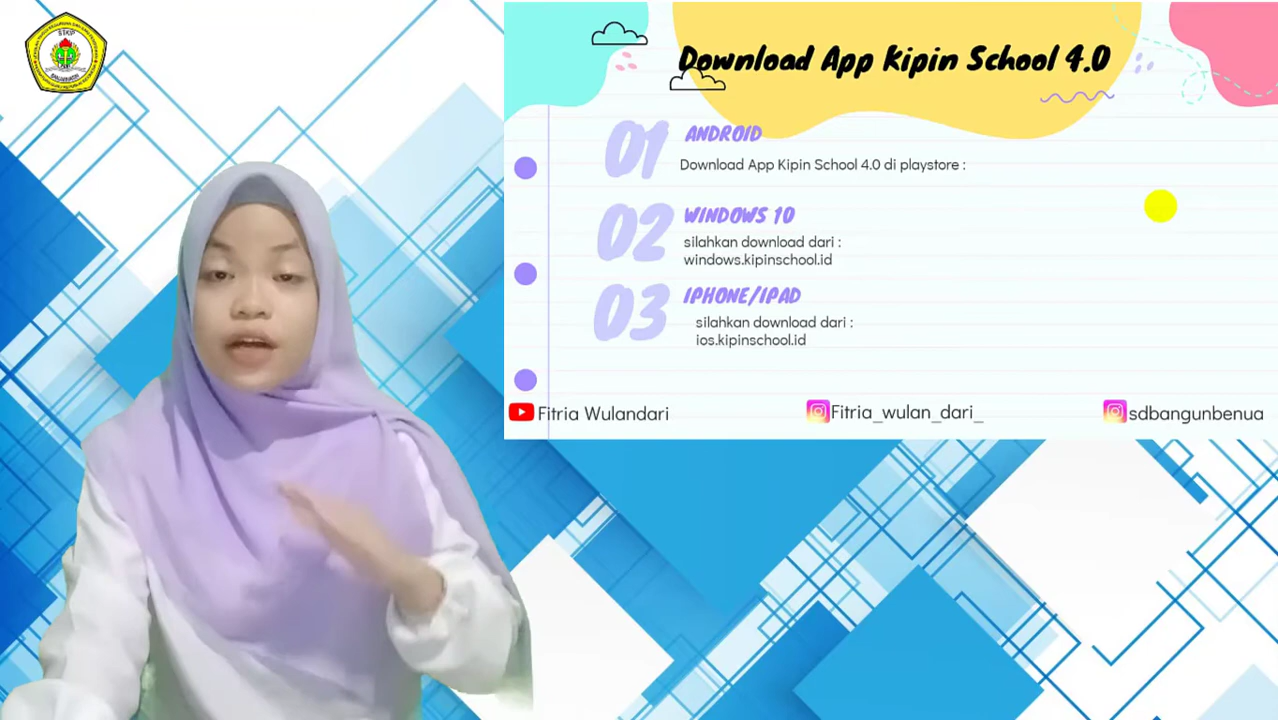 STKIP
BANJARMASIN
Download App Kipin School 4.0
01 ANDROID
Download App Kipin School 4.0 di playstore :
02 WINDOWS 10
silahkan download dari :
windows.kipinschool.id
03 IPHONE/IPAD
silahkan download dari :
ios.kipinschool.id
Fitria Wulandari
Fitria_wulan_dari_
sdbangunbenua